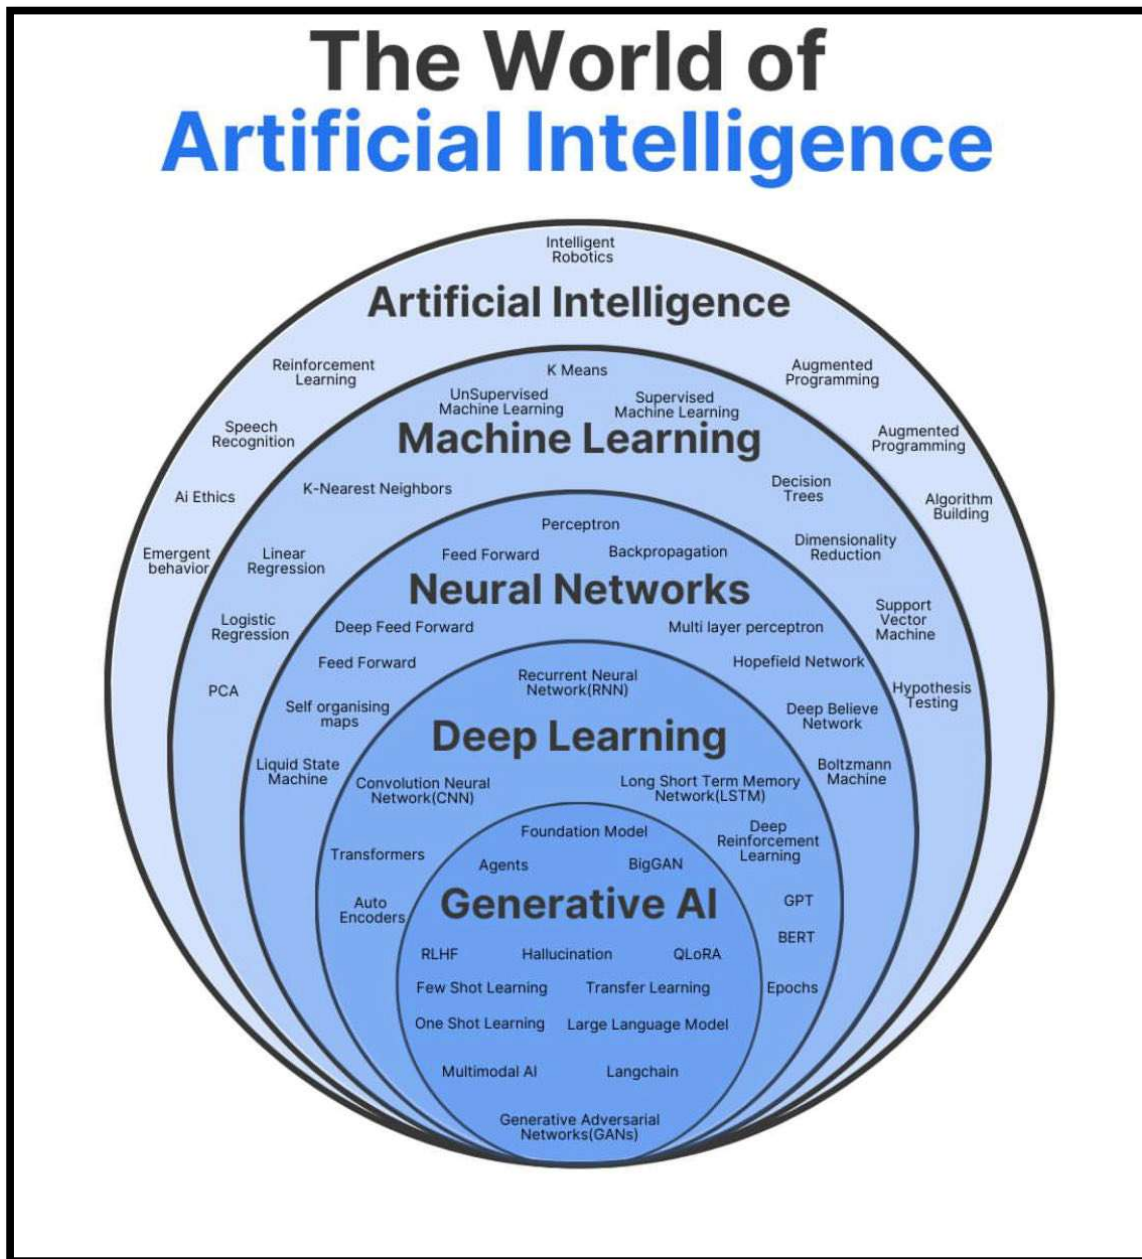 The World of
Artificial Intelligence
Intelligent
Robotics
Artificial Intelligence
Reinforcement
Learning
Augmented
Programming
Speech
Recognition
Augmented
Programming
Ai Ethics
Algorithm
Building
Emergent
behavior
K Means
UnSupervised
Machine Learning
Supervised
Machine Learning
Machine Learning
K-Nearest Neighbors
Decision
Trees
Linear
Regression
Dimensionality
Reduction
Logistic
Regression
Support
Vector
Machine
PCA
Hypothesis
Testing
Perceptron
Feed Forward
Backpropagation
Neural Networks
Deep Feed Forward
Multi layer perceptron
Feed Forward
Hopefield Network
Self organising
maps
Deep Believe
Network
Liquid State
Machine
Boltzmann
Machine
Recurrent Neural
Network(RNN)
Deep Learning
Convolution Neural
Network(CNN)
Long Short Term Memory
Network(LSTM)
Transformers
Deep
Reinforcement
Learning
Auto
Encoders
GPT
BERT
Epochs
Foundation Model
Agents
BigGAN
Generative AI
RLHF
Hallucination
QLoRA
Few Shot Learning
Transfer Learning
One Shot Learning
Large Language Model
Multimodal AI
Langchain
Generative Adversarial
Networks(GANs)